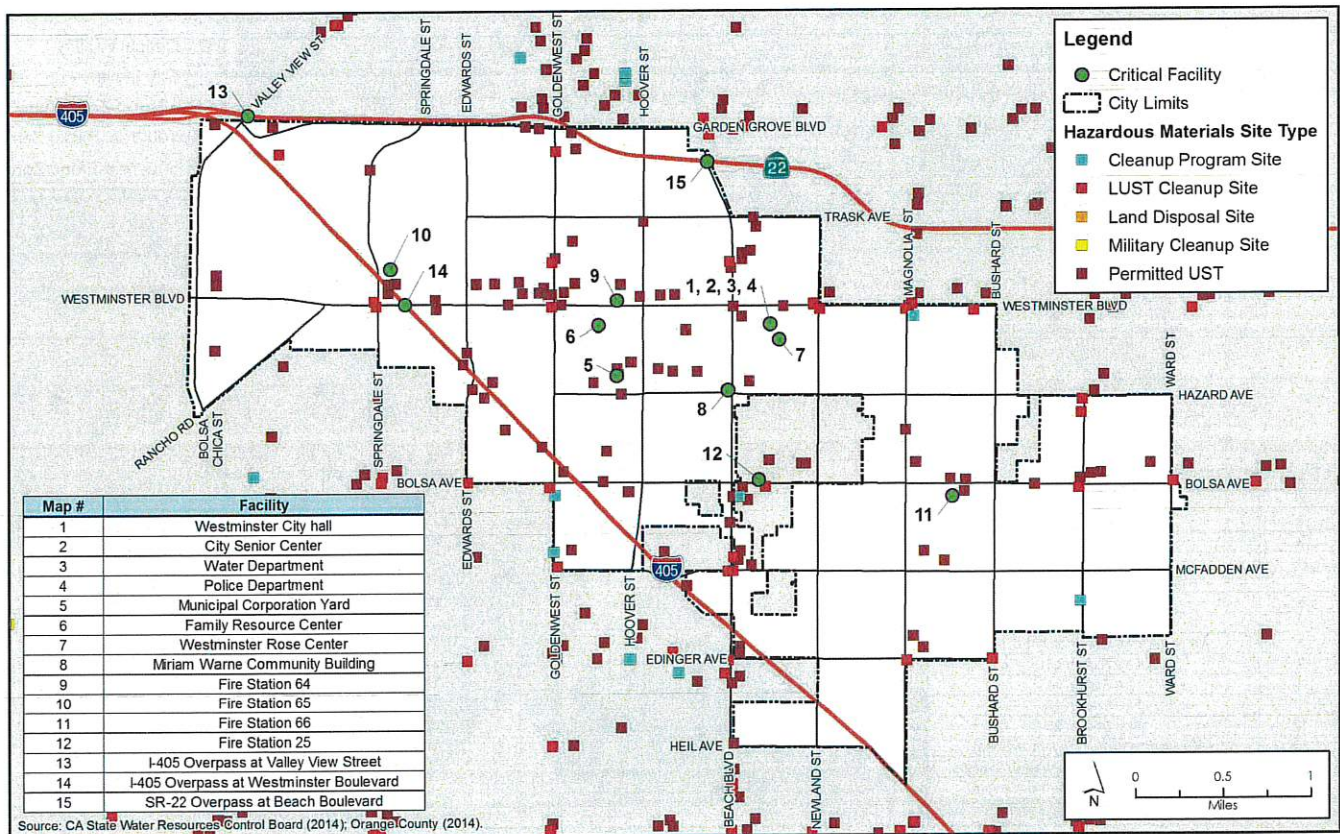 VALLEY VIEW ST
SPRINGDALE ST
EDWARDS ST
GOLDENWEST ST
HOOVER ST
13
405
GARDEN GROVE BLVD
15
22
TRASK AVE
MAGNOLIA ST
BUSHARD ST
10
14
9
1, 2, 3, 4
WESTMINSTER BLVD
WESTMINSTER BLVD
6
7
5
8
WARD ST
HAZARD AVE
RANCHO RD
BOLSA CHICA ST
SPRINGDALE ST
12
BOLSA AVE
BOLSA AVE
11
EDWARDS ST
405
MCFADDEN AVE
GOLDENWEST ST
HOOVER ST
EDINGER AVE
BUSHARD ST
BROOKHURST ST
WARD ST
HEIL AVE
BEACH BLVD
NEWLAND ST
Legend
Critical Facility
City Limits
Hazardous Materials Site Type
Cleanup Program Site
LUST Cleanup Site
Land Disposal Site
Military Cleanup Site
Permitted UST
Map # Facility
1 Westminster City hall
2 City Senior Center
3 Water Department
4 Police Department
5 Municipal Corporation Yard
6 Family Resource Center
7 Westminster Rose Center
8 Miriam Warne Community Building
9 Fire Station 64
10 Fire Station 65
11 Fire Station 66
12 Fire Station 25
13 I-405 Overpass at Valley View Street
14 I-405 Overpass at Westminster Boulevard
15 SR-22 Overpass at Beach Boulevard
Source: CA State Water Resources Control Board (2014); Orange County (2014).
N
0 0.5 1
Miles